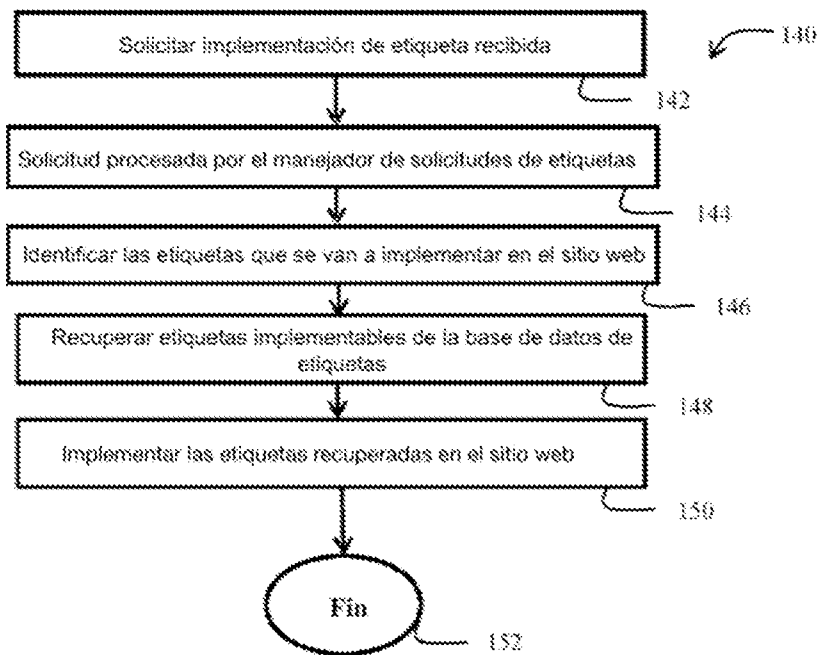 140
Solicitar implementación de etiqueta recibida
142
Solicitud procesada por el manejador de solicitudes de etiquetas
144
Identificar las etiquetas que se van a implementar en el sitio web
146
Recuperar etiquetas implementables de la base de datos de
etiquetas
148
Implementar las etiquetas recuperadas en el sitio web
150
Fin
152